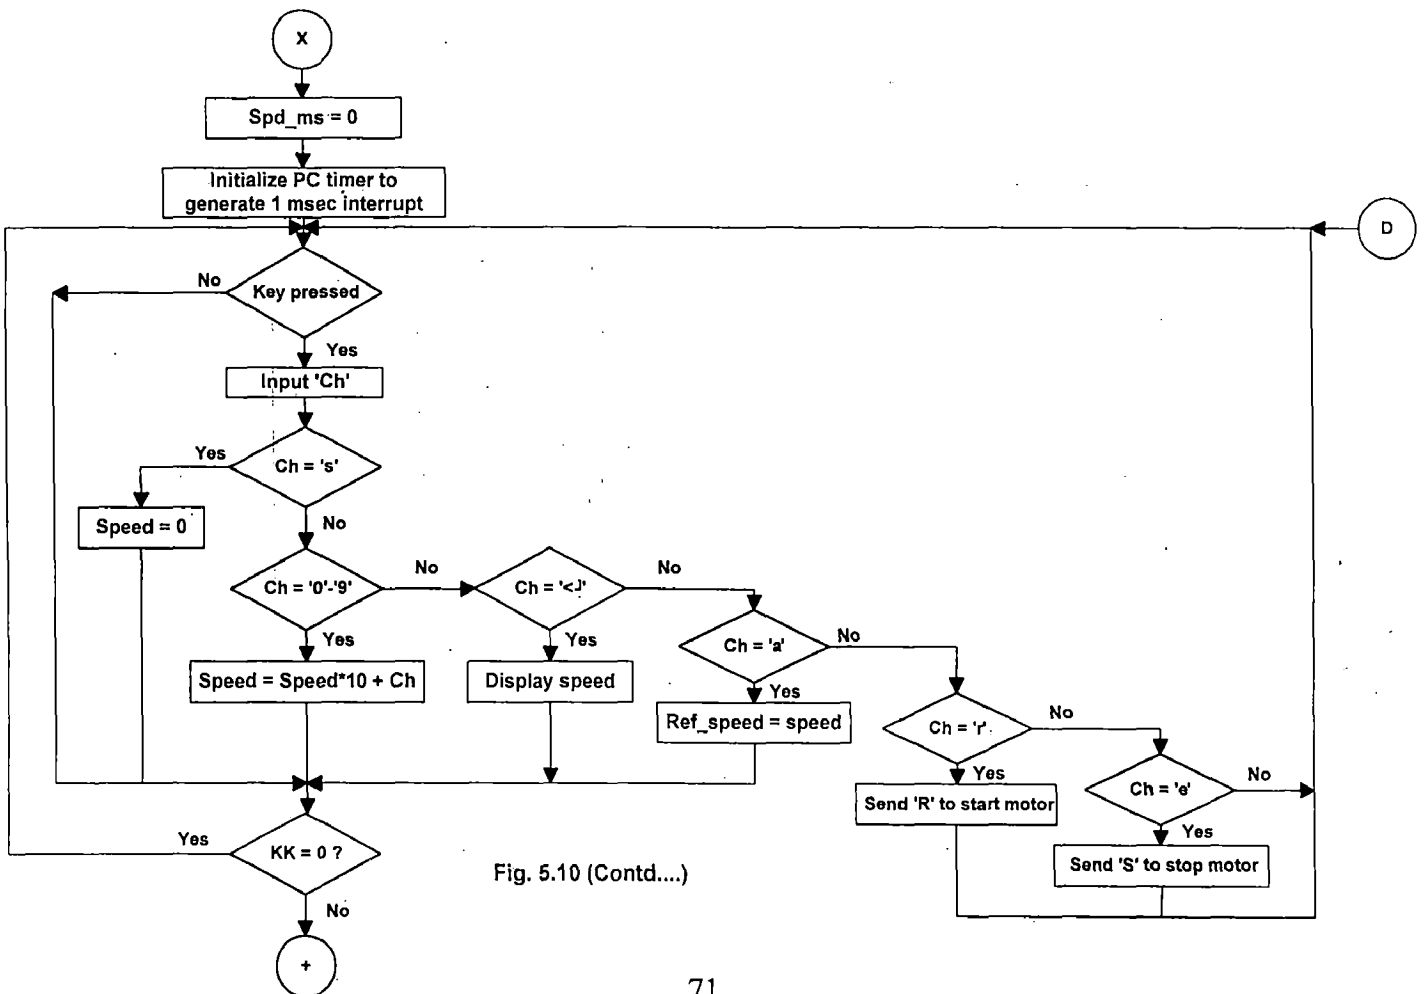 X
Spd_ms = 0
Initialize PC timer to
generate 1 msec interrupt
D
No
Key pressed
Yes
Input 'Ch'
Yes
Ch = 's'
Speed = 0
No
Ch = '0'-'9'
No
Ch = '<┘'
No
Yes
Yes
Ch = 'a'
No
Speed = Speed*10 + Ch
Display speed
Yes
Ref_speed = speed
Ch = 'r'
No
Yes
Ch = 'e'
No
Send 'R' to start motor
Yes
Yes
KK = 0 ?
Send 'S' to stop motor
Fig. 5.10 (Contd....)
No
+
71